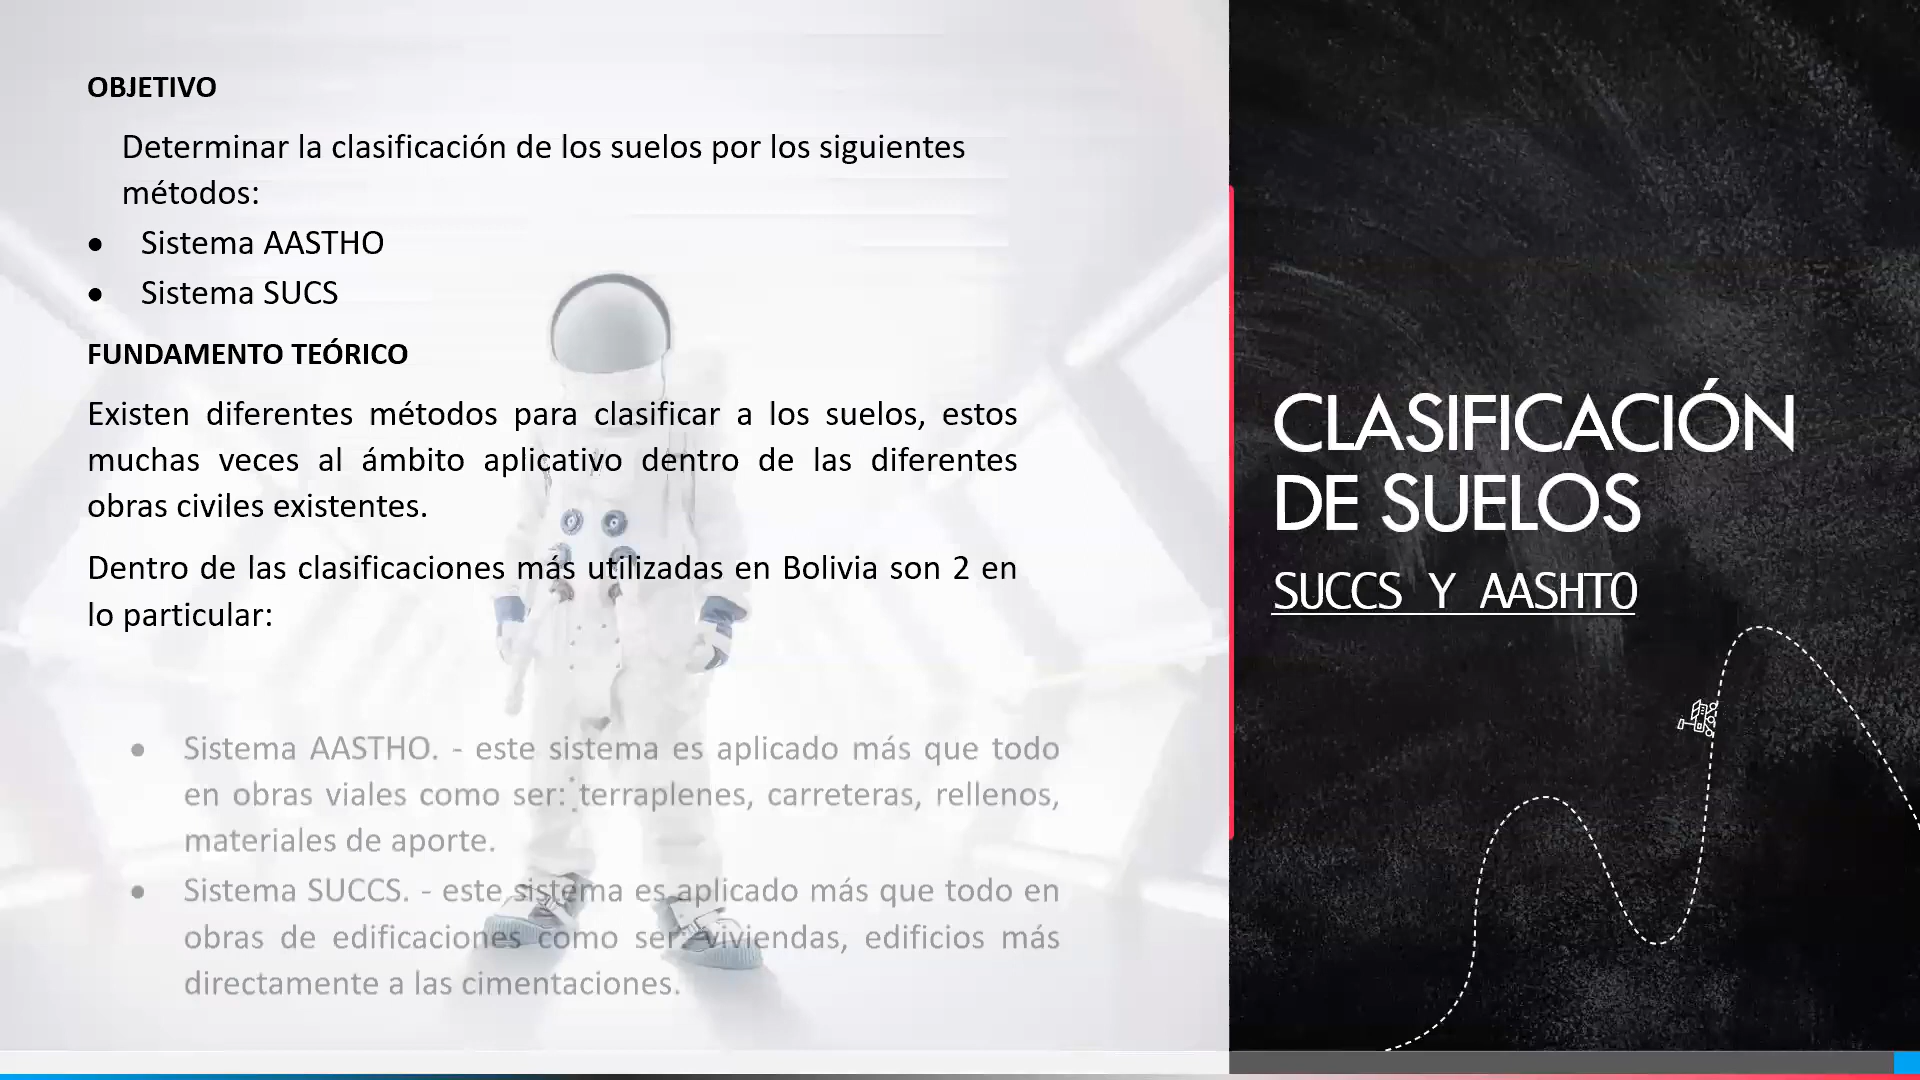 OBJETIVO
Determinar la clasificación de los suelos por los siguientes
métodos:
• Sistema AASTHO
• Sistema SUCS
FUNDAMENTO TEÓRICO
Existen diferentes métodos para clasificar a los suelos, estos
muchas veces al ámbito aplicativo dentro de las diferentes
obras civiles existentes.
Dentro de las clasificaciones más utilizadas en Bolivia son 2 en
lo particular:
• Sistema AASTHO. - este sistema es aplicado más que todo
en obras viales como ser: terraplenes, carreteras, rellenos,
materiales de aporte.
• Sistema SUCCS. - este sistema es aplicado más que todo en
obras de edificaciones como ser: viviendas, edificios más
directamente a las cimentaciones.
CLASIFICACIÓN
DE SUELOS
SUCCS Y AASHTO